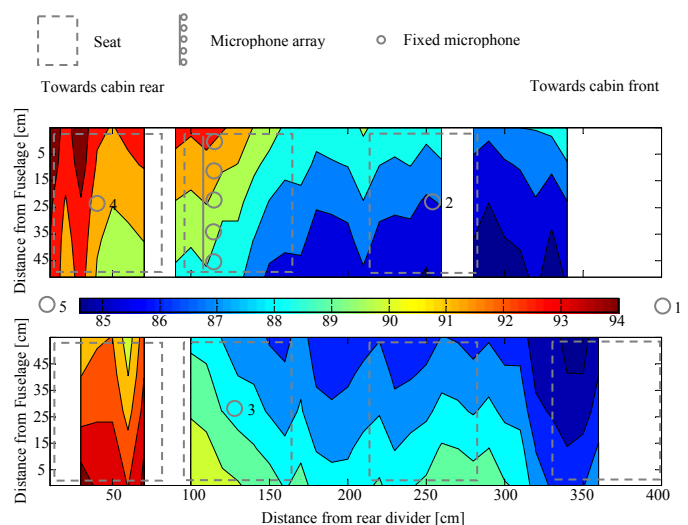 Seat Microphone array Fixed microphone
Towards cabin rear Towards cabin front
Distance from Fuselage [cm]
5
15
25
35
45
4
2
5
1
85 86 87 88 89 90 91 92 93 94
Distance from Fuselage [cm]
45
35
25
15
5
3
50 100 150 200 250 300 350 400
Distance from rear divider [cm]